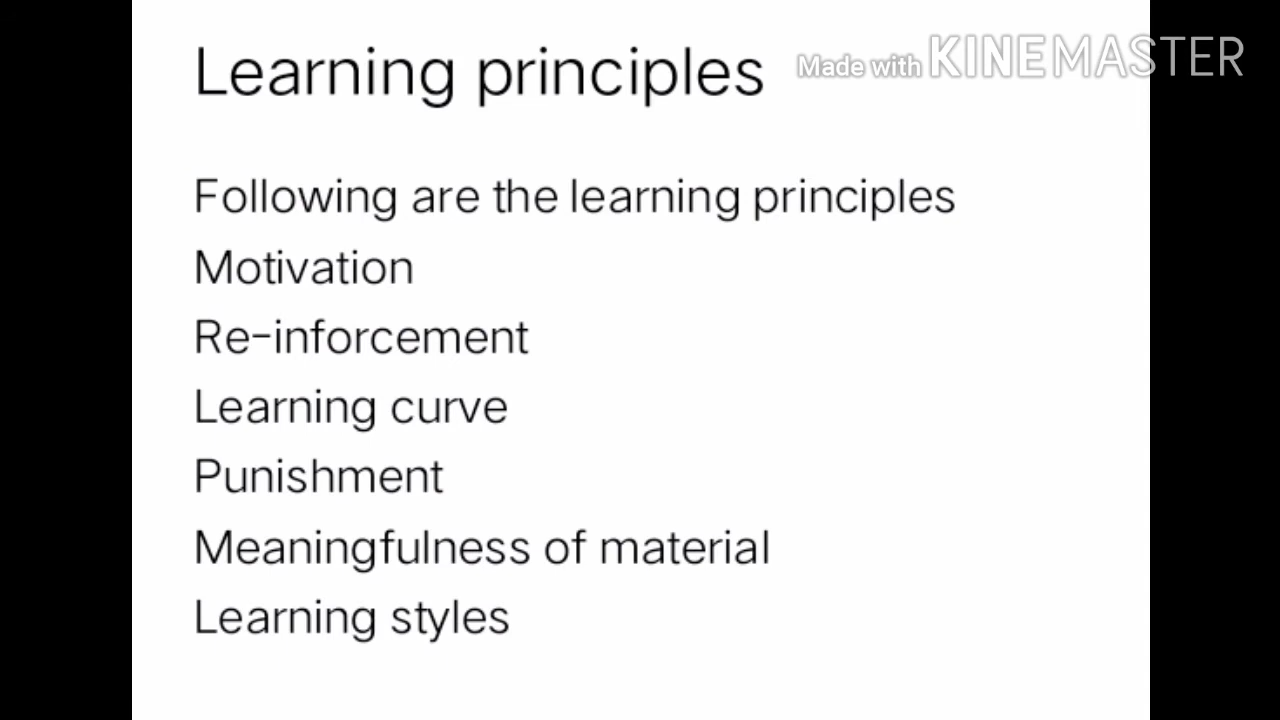 Learning principles
Made with KINEMASTER
Following are the learning principles
Motivation
Re-inforcement
Learning curve
Punishment
Meaningfulness of material
Learning styles